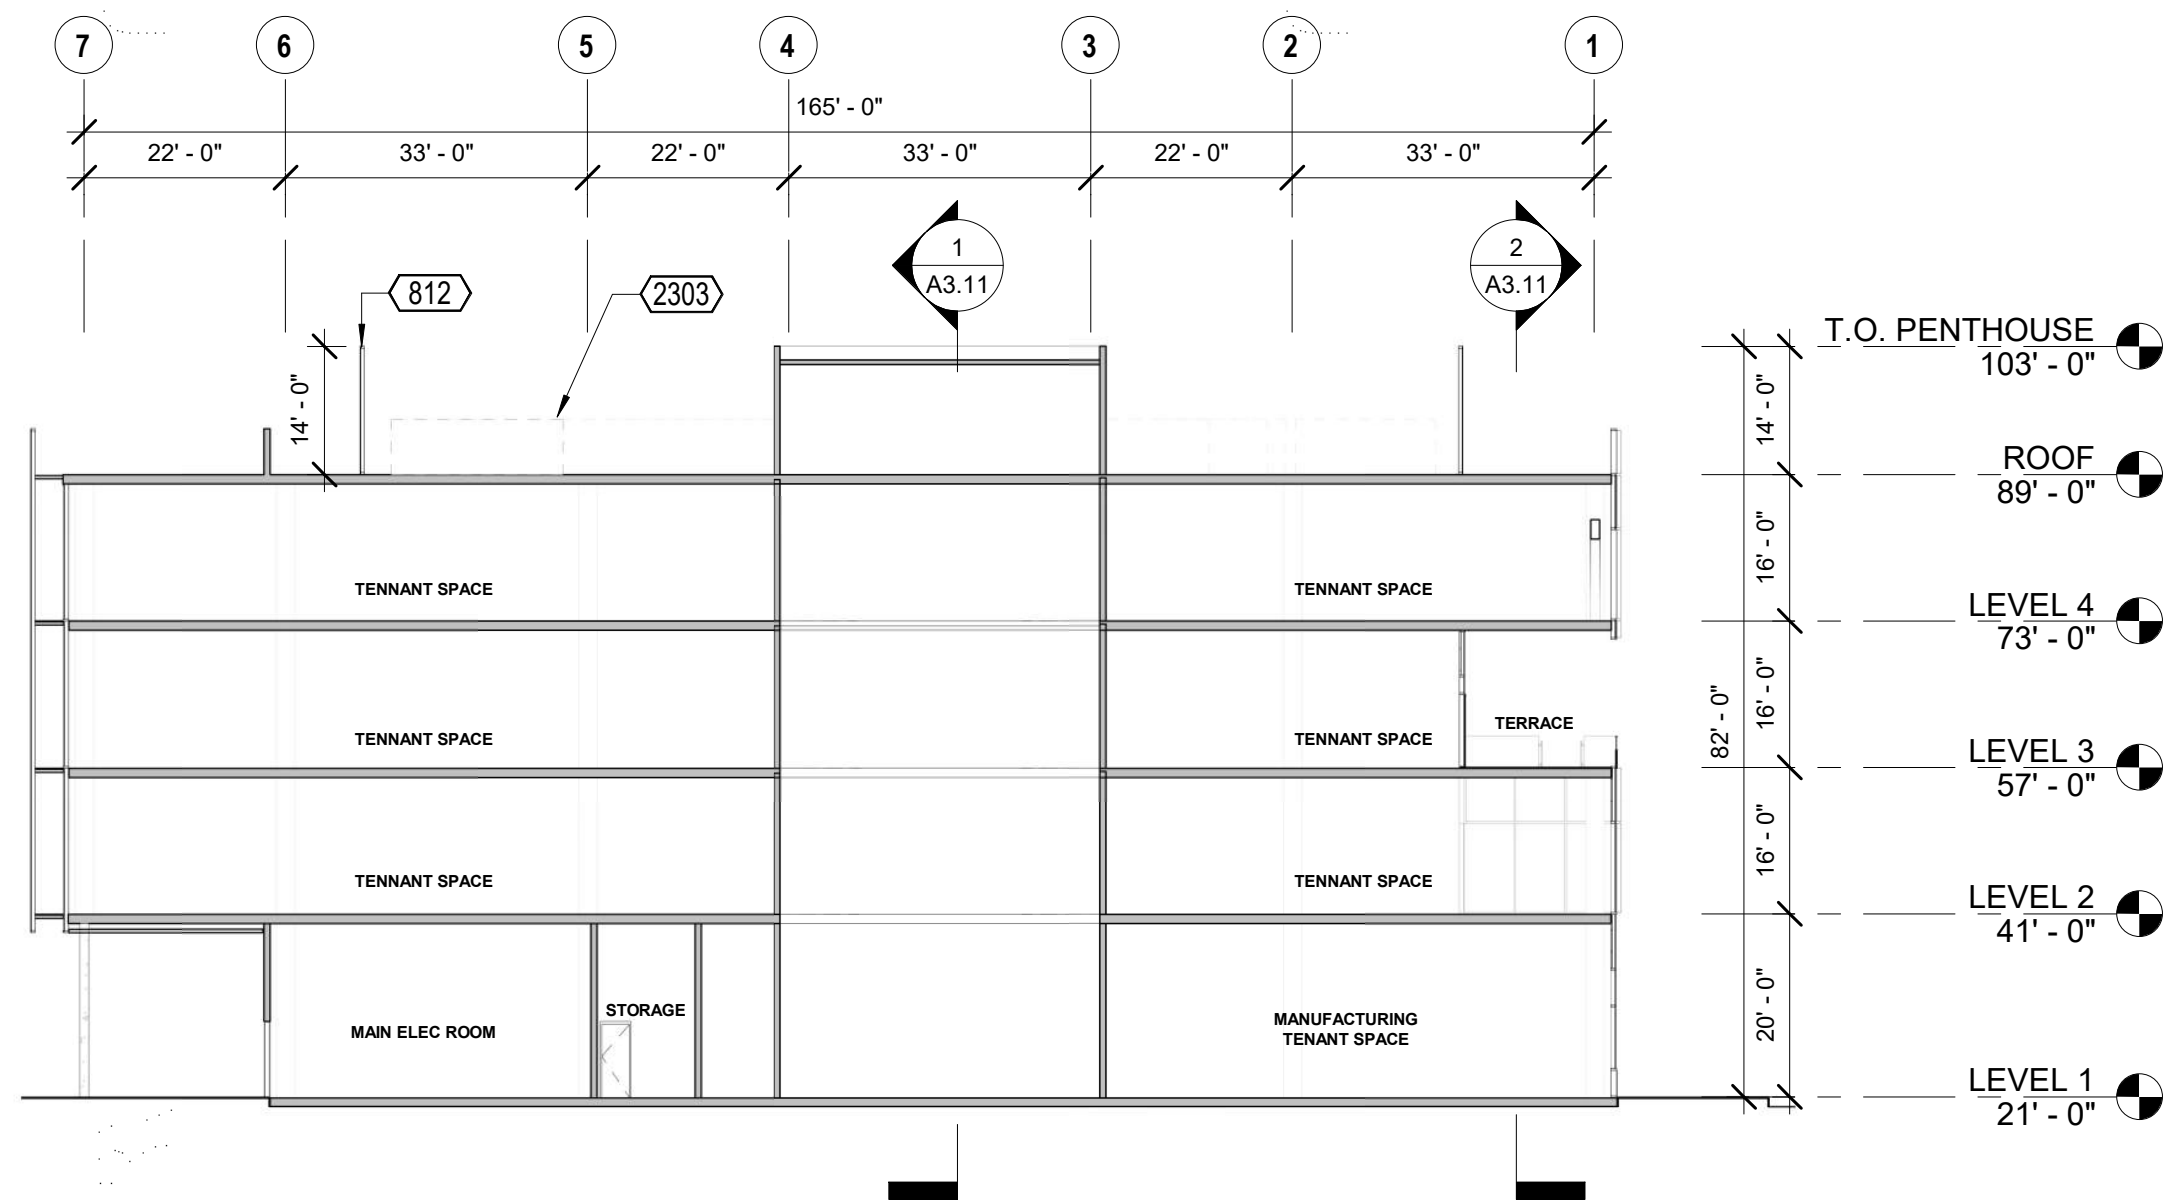 7 6 5 4 3 2 1
165' - 0"
22' - 0" 33' - 0" 22' - 0" 33' - 0" 22' - 0" 33' - 0"
1
A3.11
2
A3.11
812
2303
T.O. PENTHOUSE
103' - 0"
14' - 0"
14' - 0"
ROOF
89' - 0"
16' - 0"
TENNANT SPACE
TENNANT SPACE
LEVEL 4
73' - 0"
16' - 0"
82' - 0"
TERRACE
TENNANT SPACE
TENNANT SPACE
LEVEL 3
57' - 0"
16' - 0"
TENNANT SPACE
TENNANT SPACE
LEVEL 2
41' - 0"
20' - 0"
STORAGE
MAIN ELEC ROOM
MANUFACTURING
TENANT SPACE
LEVEL 1
21' - 0"